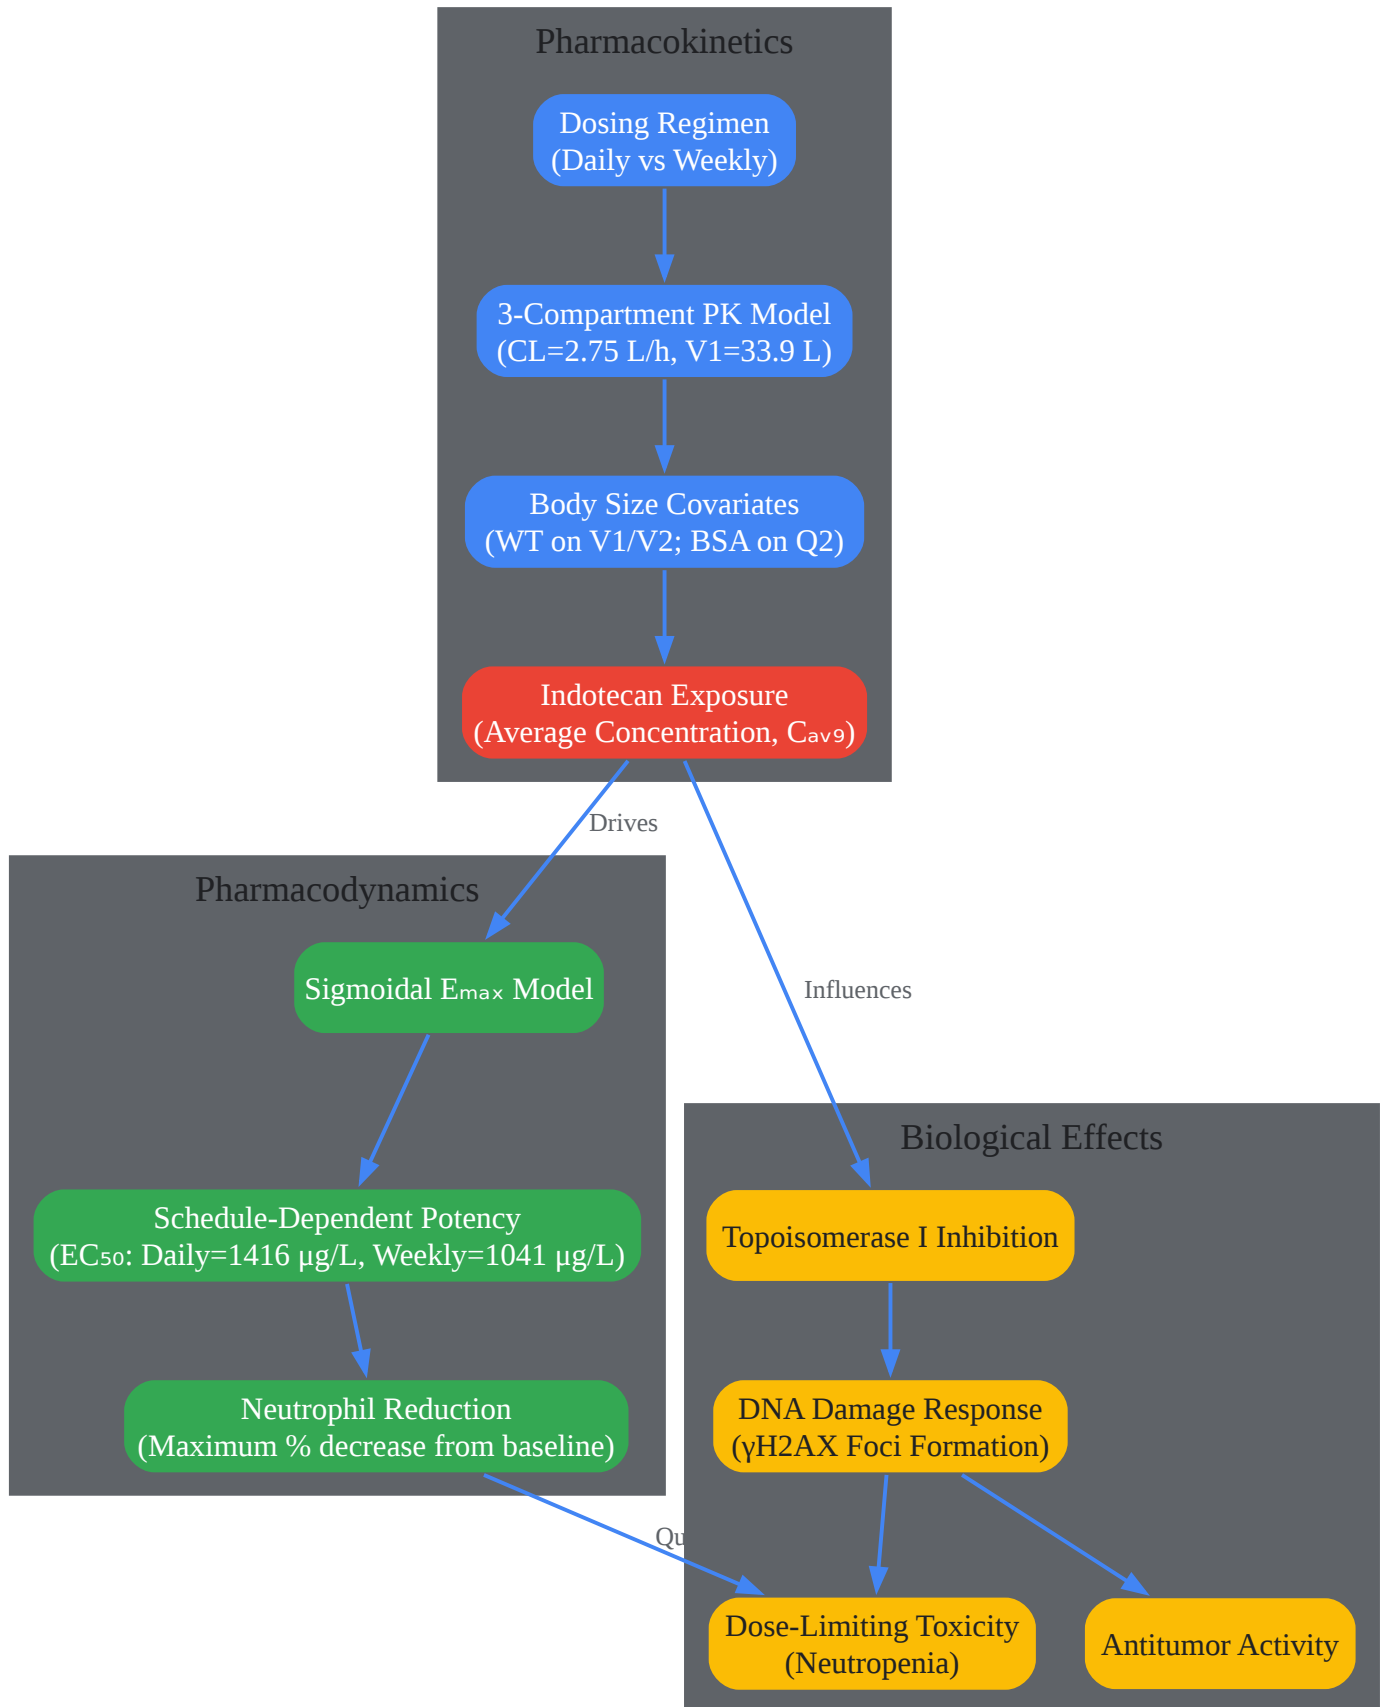 Pharmacokinetics
Dosing Regimen
(Daily vs Weekly)
3-Compartment PK Model
(CL=2.75 L/h, V1=33.9 L)
Body Size Covariates
(WT on V1/V2; BSA on Q2)
Indotecan Exposure
(Average Concentration, Cₐᵥ₉)
Drives
Pharmacodynamics
Sigmoidal Eₘₐₓ Model
Influences
Biological Effects
Schedule-Dependent Potency
(EC₅₀: Daily=1416 μg/L, Weekly=1041 μg/L)
Topoisomerase I Inhibition
Neutrophil Reduction
(Maximum % decrease from baseline)
DNA Damage Response
(γH2AX Foci Formation)
Dose-Limiting Toxicity
(Neutropenia)
Antitumor Activity